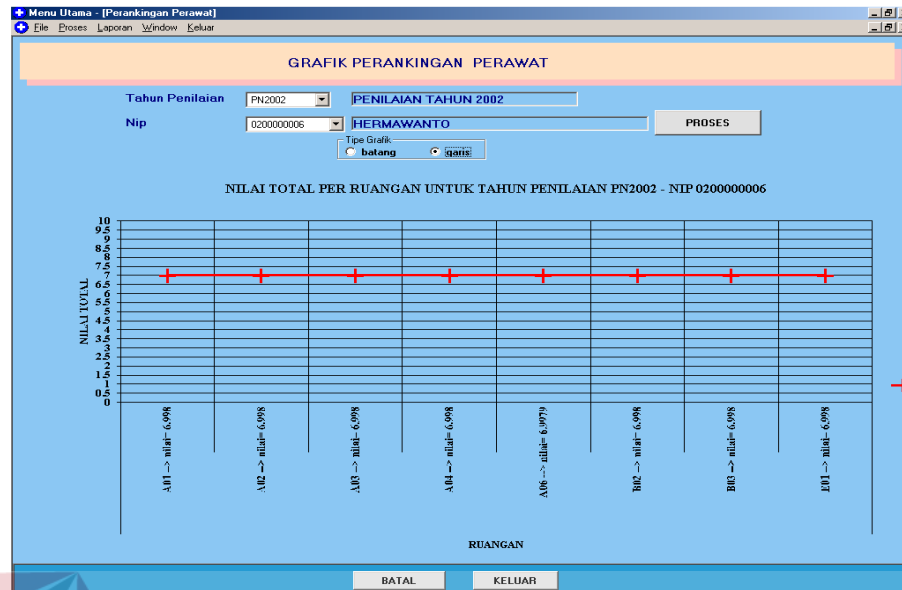 Menu Utama - [Perankingan Perawat]
File Proses Laporan Window Keluar
GRAFIK PERANKINGAN PERAWAT
Tahun Penilaian PN2002 PENILAIAN TAHUN 2002
Nip 0200000006 HERMAWANTO PROSES
Tipe Grafik
batang garis
NILAI TOTAL PER RUANGAN UNTUK TAHUN PENILAIAN PN2002 - NIP 0200000006
NILAI TOTAL
10
9.5
9
8.5
8
7.5
7
6.5
6
5.5
5
4.5
4
3.5
3
2.5
2
1.5
1
0.5
0
A01 --> nilai= 6.998
A02 --> nilai= 6.998
A03 --> nilai= 6.998
A04 --> nilai= 6.998
A06 --> nilai= 6.9979
B02 --> nilai= 6.998
B03 --> nilai= 6.998
E01 --> nilai= 6.998
RUANGAN
BATAL KELUAR